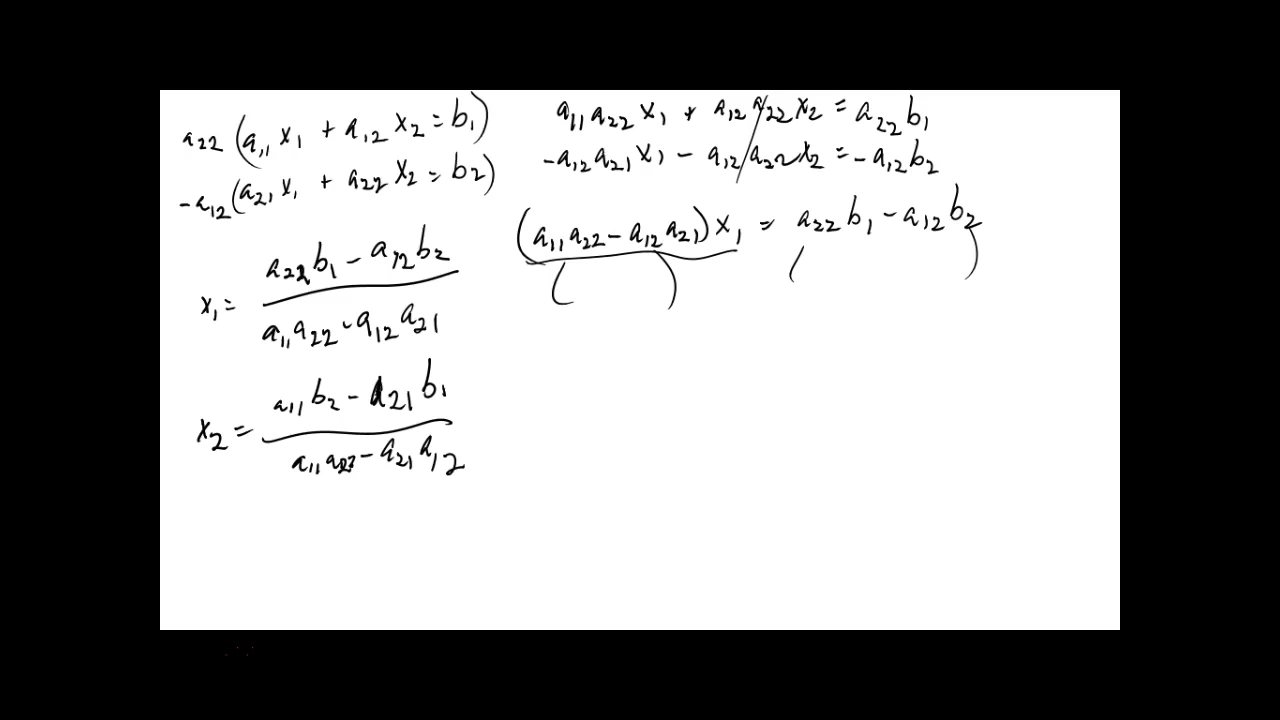 a₂₂ (a₁₁ x₁ + a₁₂ x₂ = b₁)
-a₁₂ (a₂₁ x₁ + a₂₂ x₂ = b₂)
a₁₁ a₂₂ x₁ + a₁₂ a₂₂ x₂ = a₂₂ b₁
-a₁₂ a₂₁ x₁ - a₁₂ a₂₂ x₂ = -a₁₂ b₂
(a₁₁ a₂₂ - a₁₂ a₂₁) x₁ = a₂₂ b₁ - a₁₂ b₂
( ) ( )
x₁ = (a₂₂ b₁ - a₁₂ b₂) / (a₁₁ a₂₂ - a₁₂ a₂₁)
x₂ = (a₁₁ b₂ - a₂₁ b₁) / (a₁₁ a₂₂ - a₂₁ a₁₂)